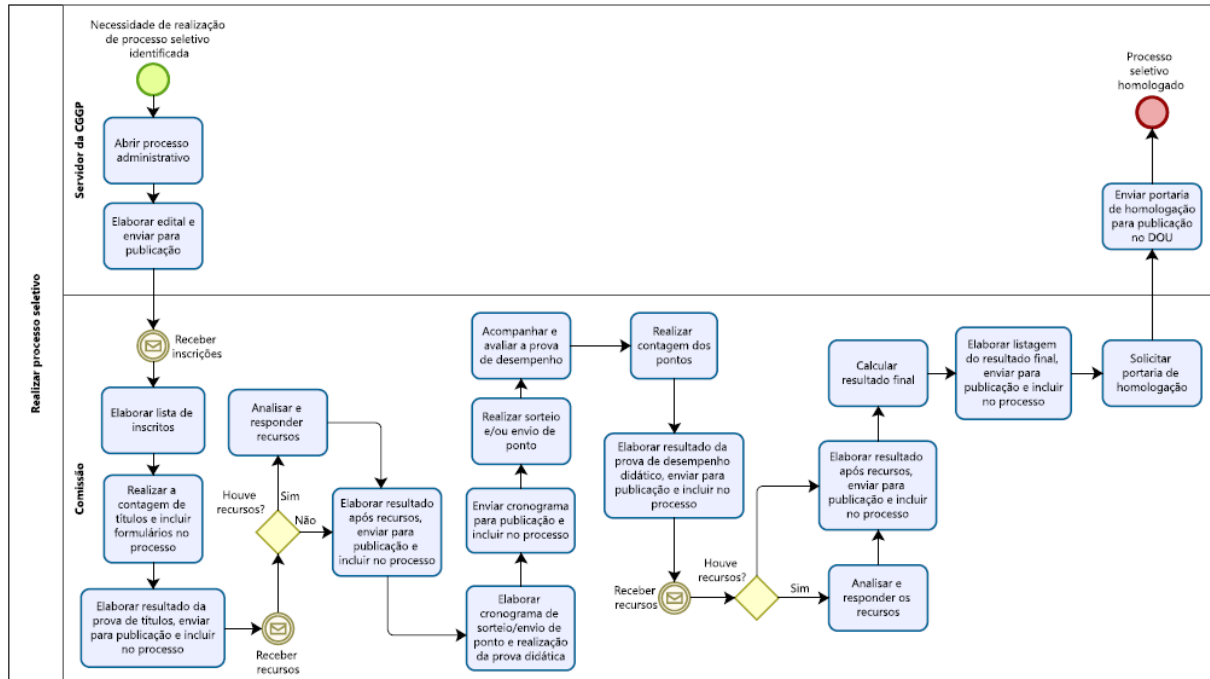 Realizar processo seletivo
Servidor da CGGP
Necessidade de realização
de processo seletivo
identificada
Abrir processo
administrativo
Elaborar edital e
enviar para
publicação
Processo
seletivo
homologado
Enviar portaria
de homologação
para publicação
no DOU
Comissão
Receber
inscrições
Elaborar lista de
inscritos
Realizar a
contagem de
títulos e incluir
formulários no
processo
Elaborar resultado da
prova de títulos, enviar
para publicação e incluir
no processo
Receber
recursos
Houve
recursos?
Sim
Não
Analisar e
responder
recursos
Elaborar resultado
após recursos,
enviar para
publicação e
incluir no processo
Elaborar
cronograma de
sorteio/envio de
ponto e realização
da prova didática
Enviar cronograma
para publicação e
incluir no processo
Realizar sorteio
e/ou envio de
ponto
Acompanhar e
avaliar a prova
de desempenho
Realizar
contagem dos
pontos
Elaborar resultado da
prova de desempenho
didático, enviar para
publicação e incluir no
processo
Receber
recursos
Houve
recursos?
Sim
Analisar e
responder os
recursos
Elaborar resultado
após recursos,
enviar para
publicação e incluir
no processo
Calcular
resultado final
Elaborar listagem
do resultado final,
enviar para
publicação e incluir
no processo
Solicitar
portaria de
homologação